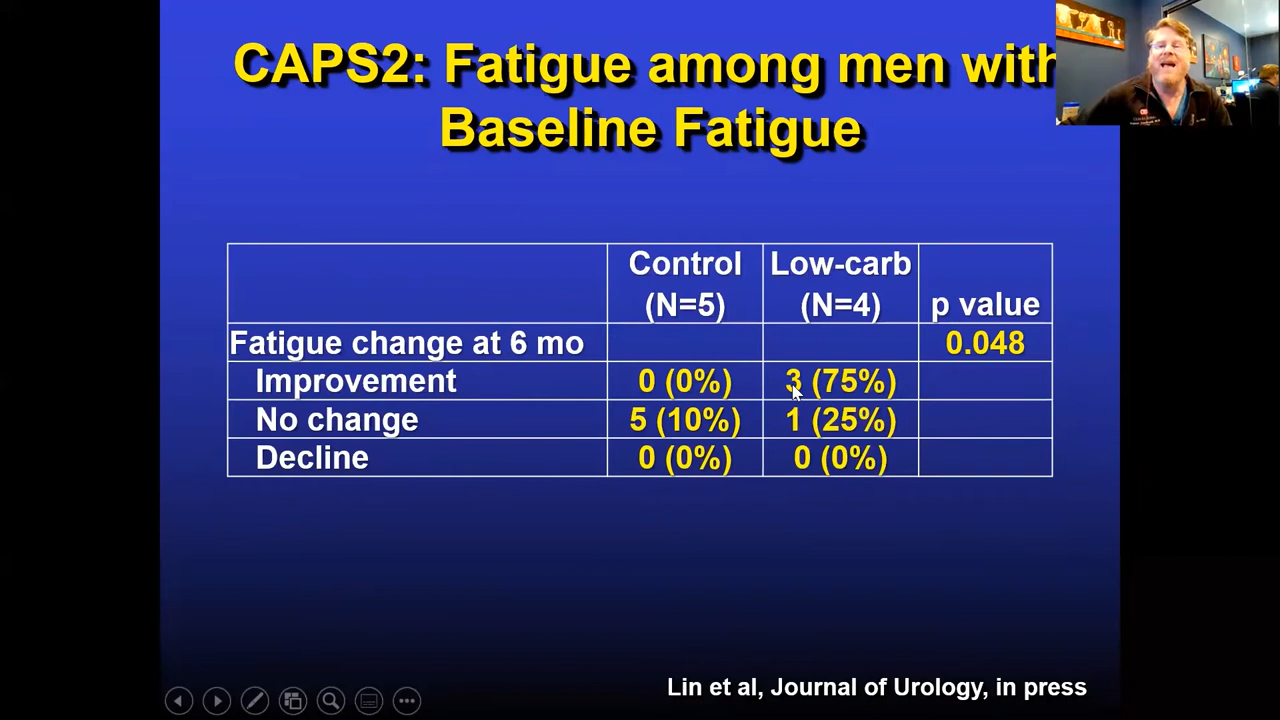 CAPS2: Fatigue among men with
Baseline Fatigue
Control Low-carb
(N=5) (N=4) p value
Fatigue change at 6 mo 0.048
Improvement 0 (0%) 3 (75%)
No change 5 (10%) 1 (25%)
Decline 0 (0%) 0 (0%)
Lin et al, Journal of Urology, in press